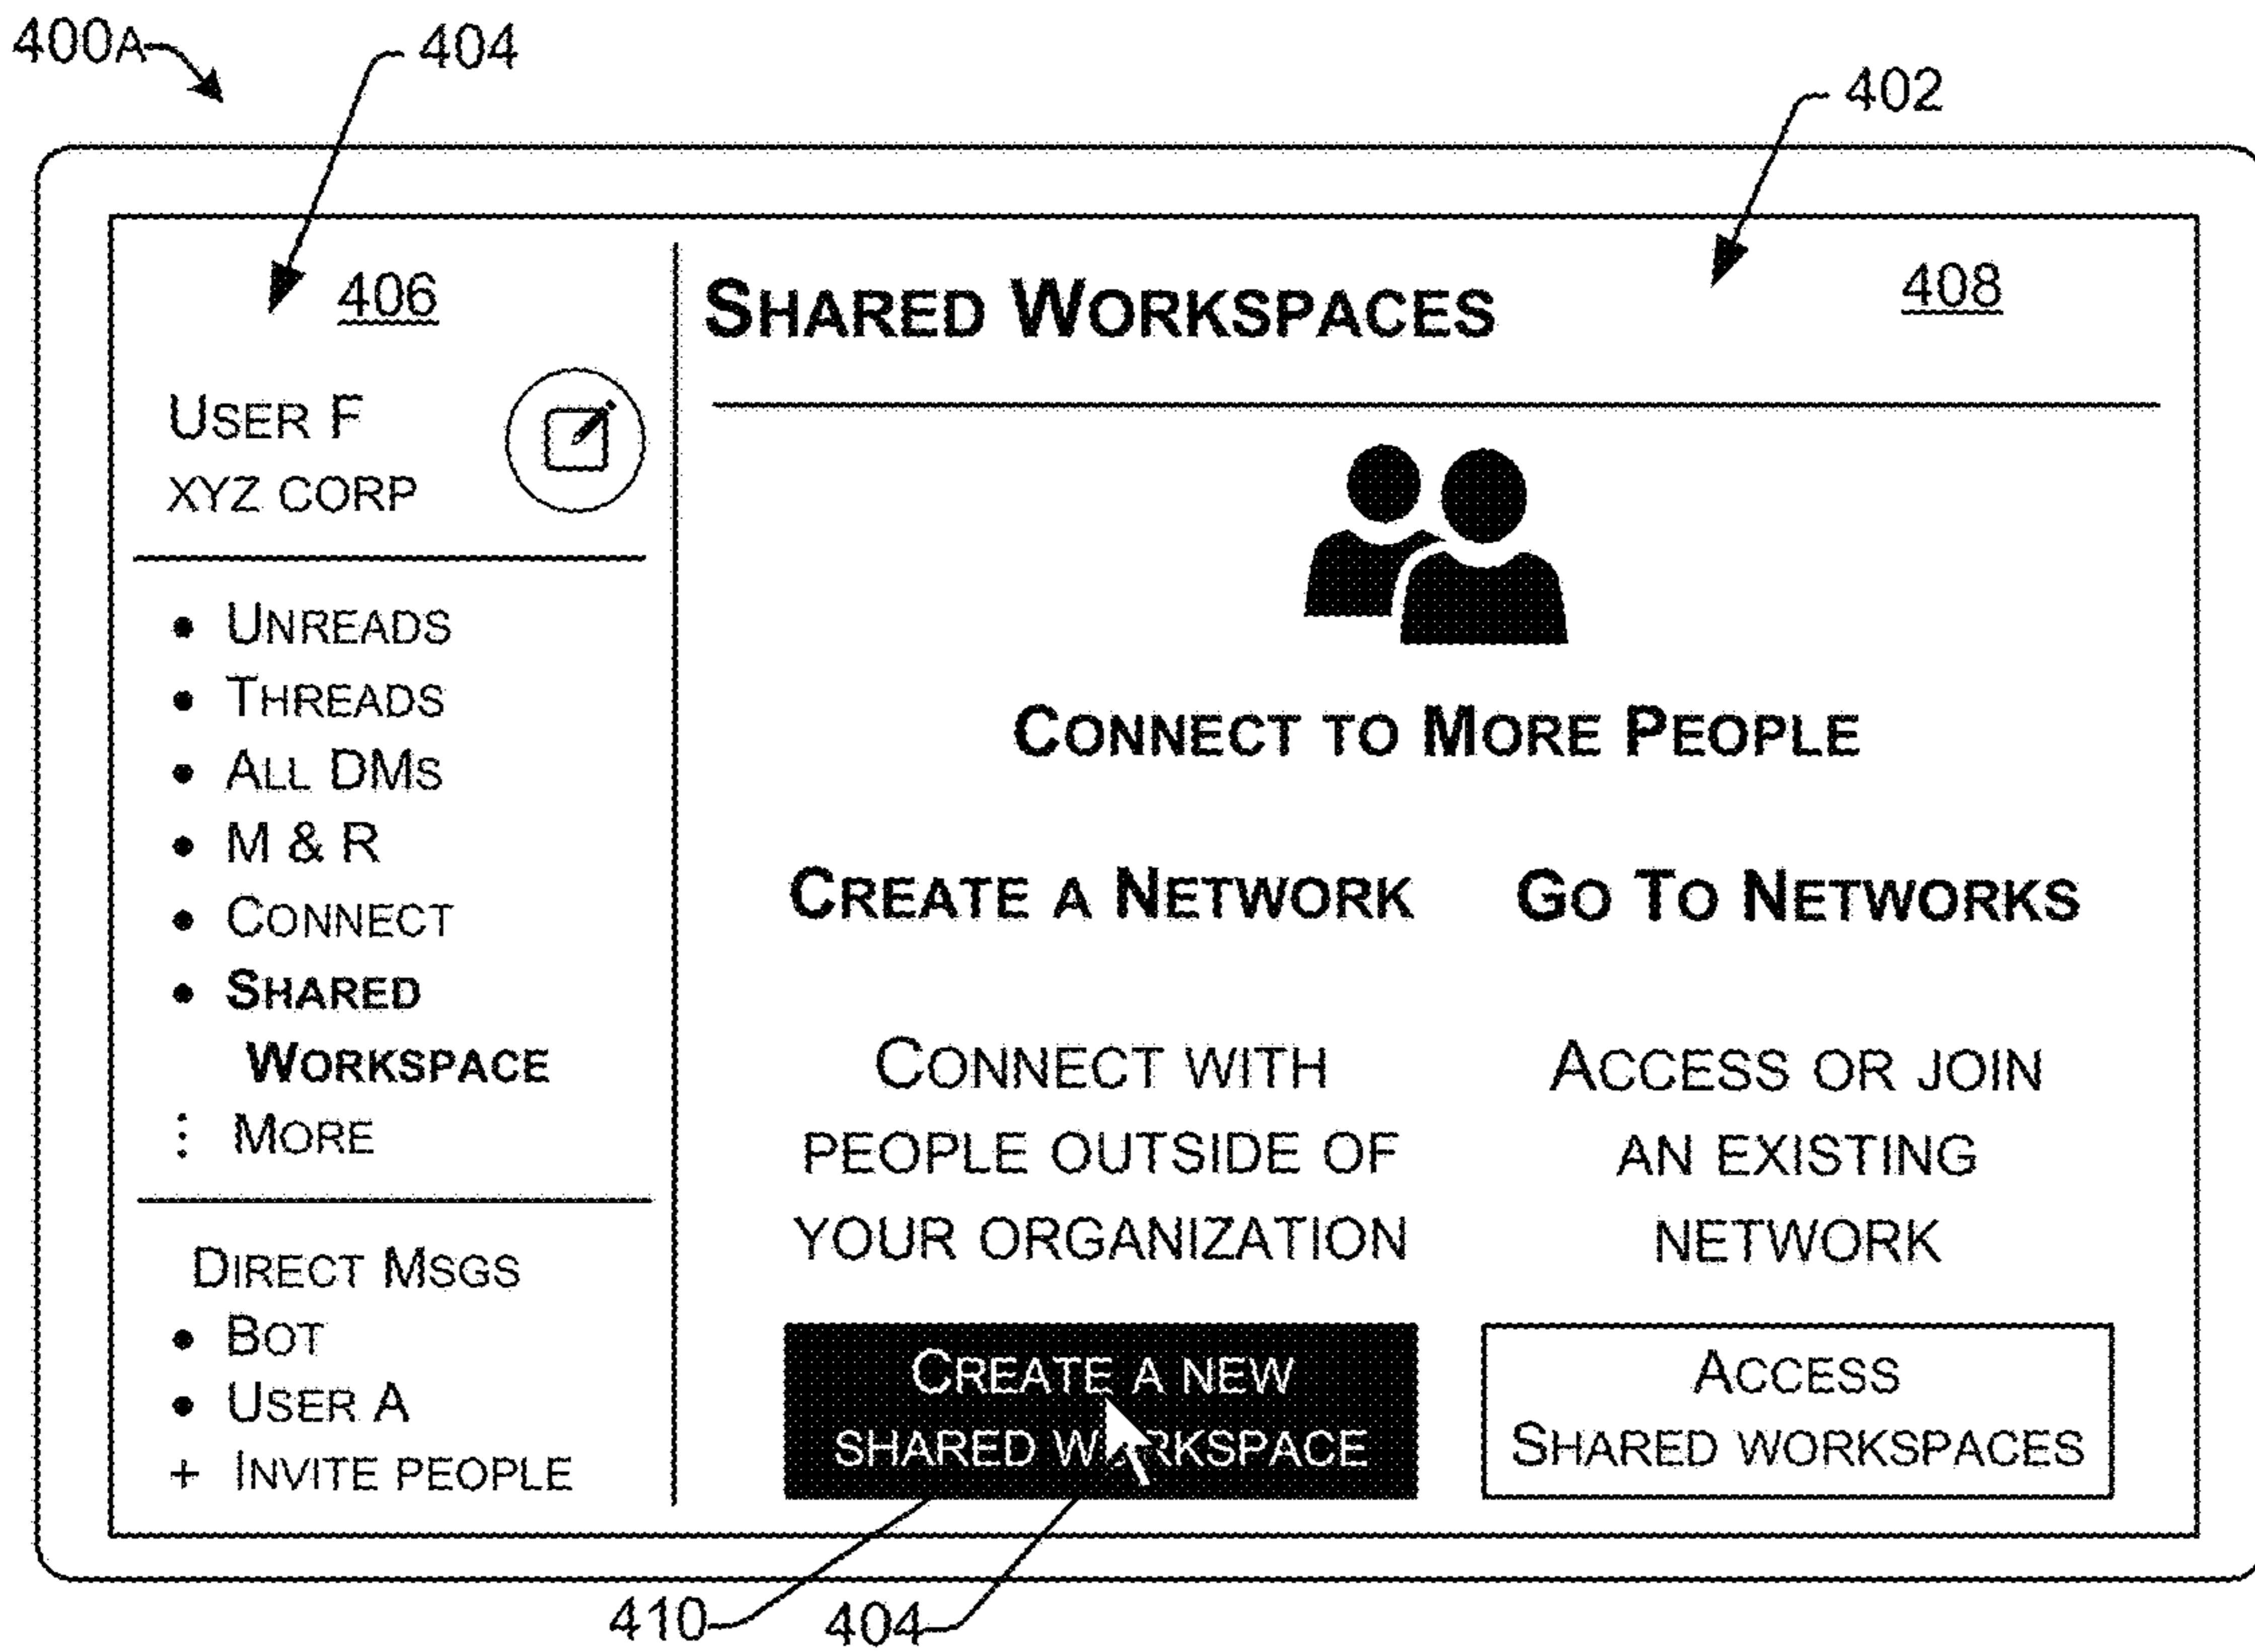 400A
404
402
406
USER F
XYZ CORP
• UNREADS
• THREADS
• ALL DMS
• M & R
• CONNECT
• SHARED
WORKSPACE
⋮ MORE
DIRECT MSGS
• BOT
• USER A
+ INVITE PEOPLE
SHARED WORKSPACES
408
CONNECT TO MORE PEOPLE
CREATE A NETWORK
CONNECT WITH
PEOPLE OUTSIDE OF
YOUR ORGANIZATION
CREATE A NEW
SHARED WORKSPACE
GO TO NETWORKS
ACCESS OR JOIN
AN EXISTING
NETWORK
ACCESS
SHARED WORKSPACES
410
404